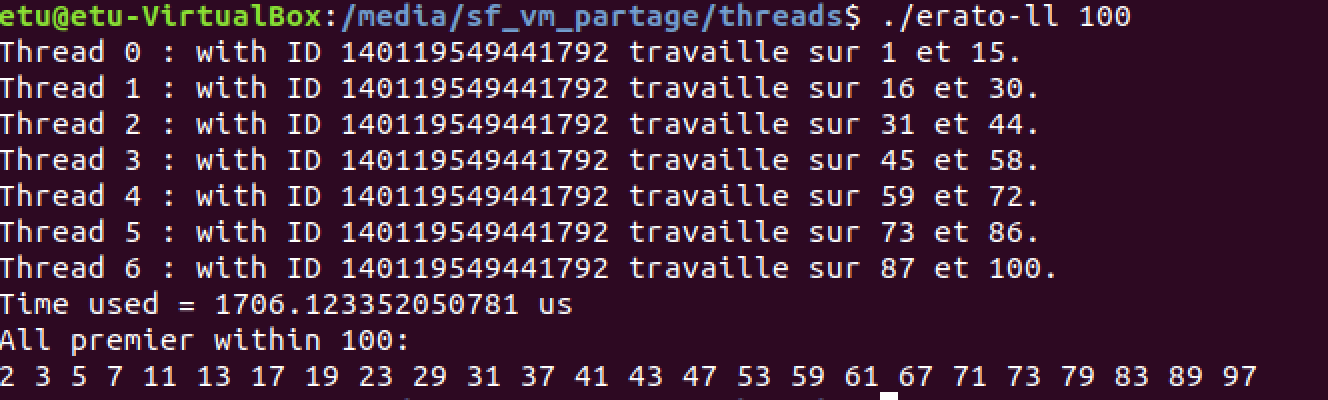 etu@etu-VirtualBox:/media/sf_vm_partage/threads$ ./erato-ll 100
Thread 0 : with ID 140119549441792 travaille sur 1 et 15.
Thread 1 : with ID 140119549441792 travaille sur 16 et 30.
Thread 2 : with ID 140119549441792 travaille sur 31 et 44.
Thread 3 : with ID 140119549441792 travaille sur 45 et 58.
Thread 4 : with ID 140119549441792 travaille sur 59 et 72.
Thread 5 : with ID 140119549441792 travaille sur 73 et 86.
Thread 6 : with ID 140119549441792 travaille sur 87 et 100.
Time used = 1706.123352050781 us
All premier within 100:
2 3 5 7 11 13 17 19 23 29 31 37 41 43 47 53 59 61 67 71 73 79 83 89 97